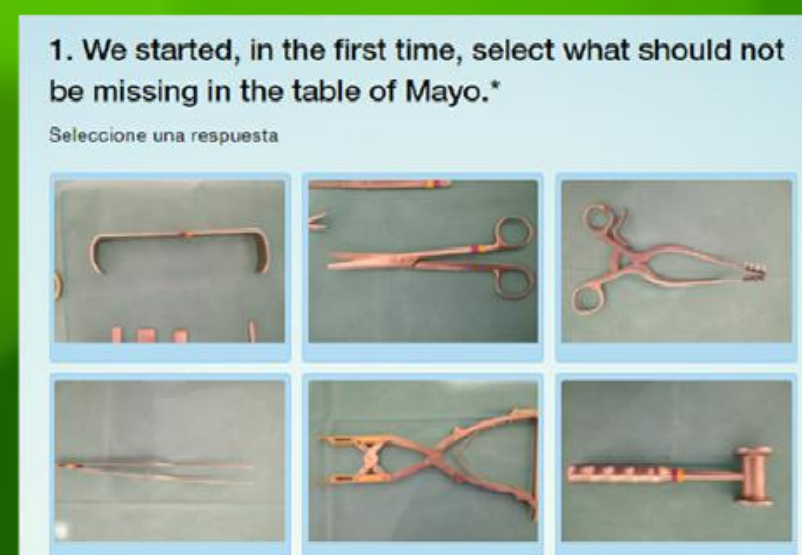 1. We started, in the first time, select what should not
be missing in the table of Mayo.*
Seleccione una respuesta